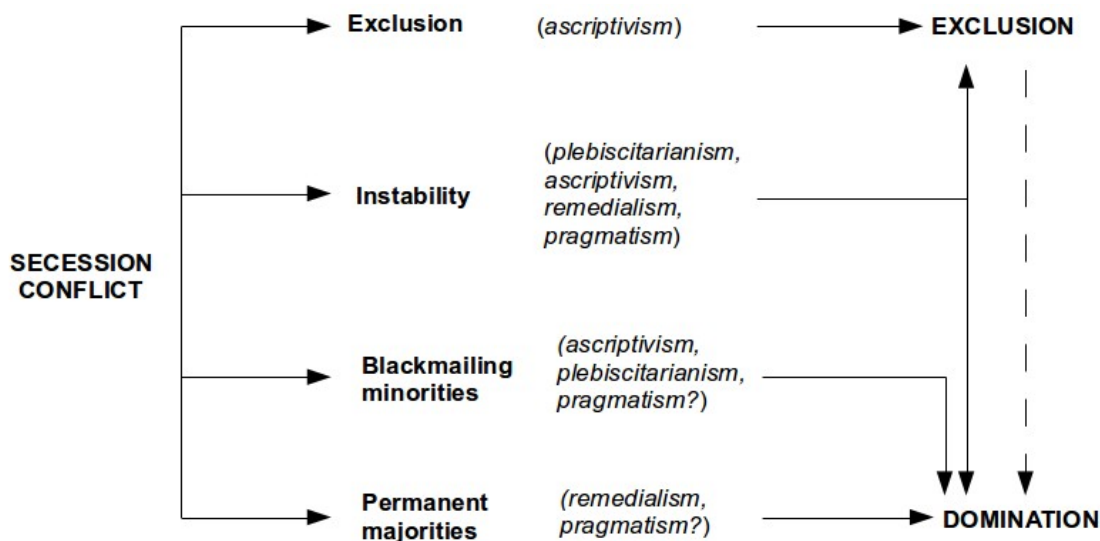 Exclusion (ascriptivism) EXCLUSION
Instability (plebiscitarianism,
ascriptivism,
remedialism,
pragmatism)
SECESSION
CONFLICT
Blackmailing
minorities
(ascriptivism,
plebiscitarianism,
pragmatism?)
Permanent
majorities
(remedialism,
pragmatism?)
DOMINATION